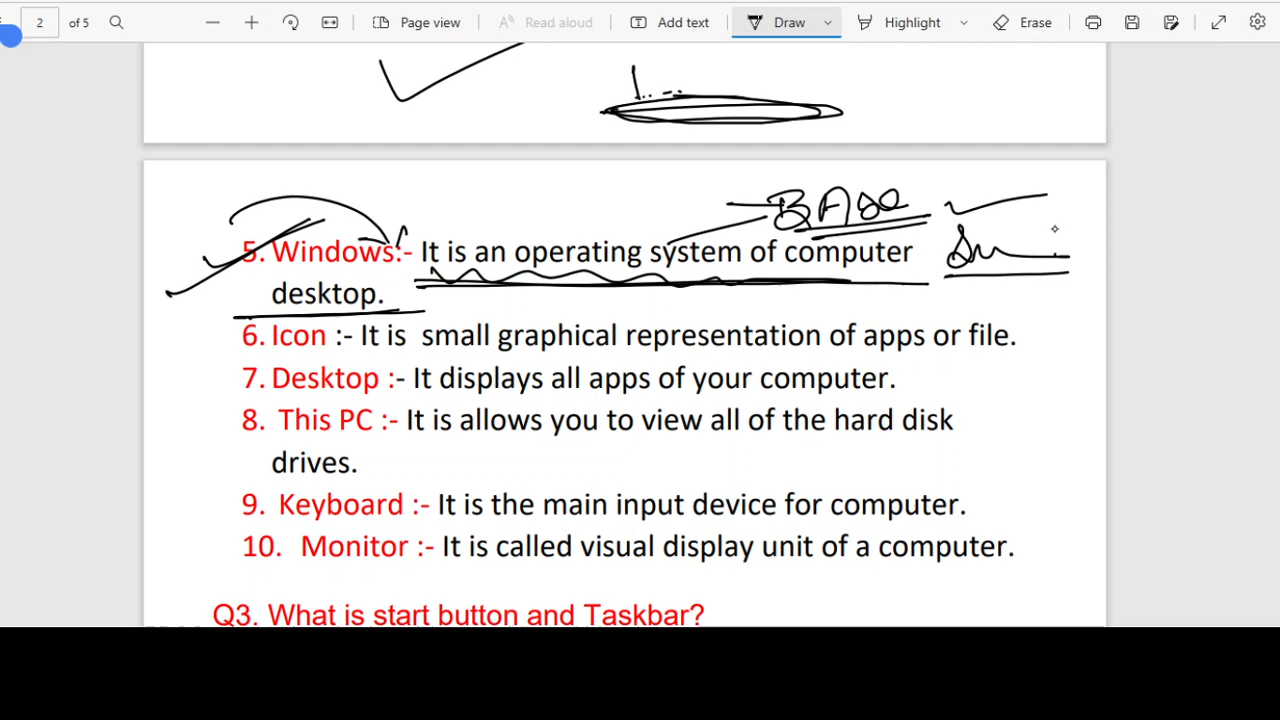 2 of 5 Page view Read aloud Add text Draw Highlight Erase
BASE
5. Windows:- It is an operating system of computer
desktop.
6. Icon :- It is small graphical representation of apps or file.
7. Desktop :- It displays all apps of your computer.
8. This PC :- It is allows you to view all of the hard disk
drives.
9. Keyboard :- It is the main input device for computer.
10. Monitor :- It is called visual display unit of a computer.
Q3. What is start button and Taskbar?